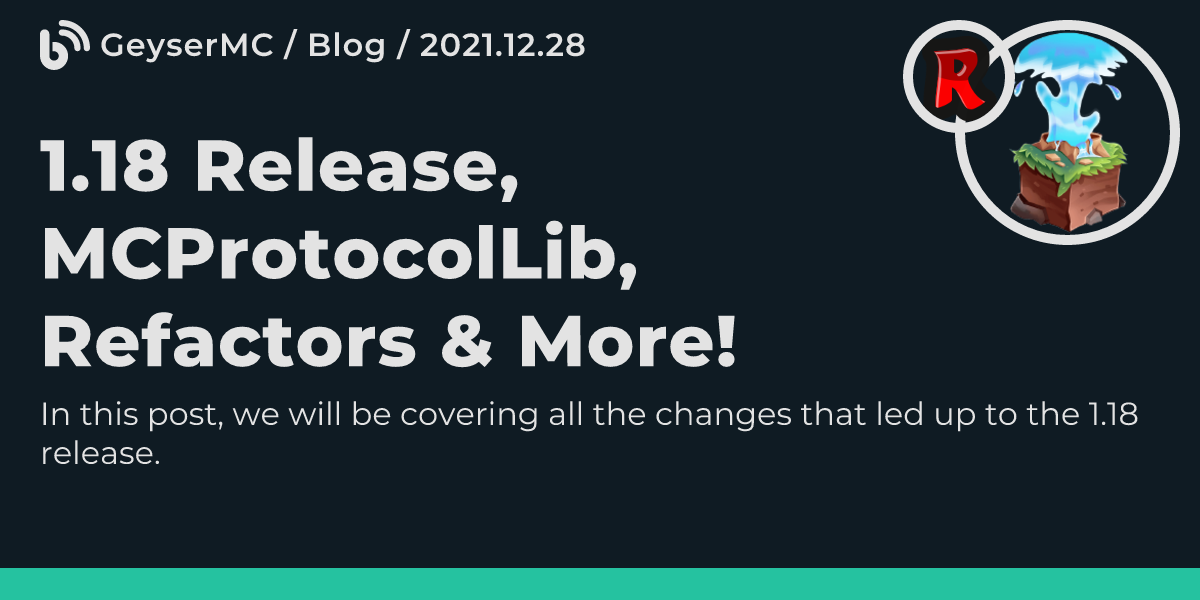 GeyserMC / Blog / 2021.12.28
R
1.18 Release,
MCProtocolLib,
Refactors & More!
In this post, we will be covering all the changes that led up to the 1.18
release.